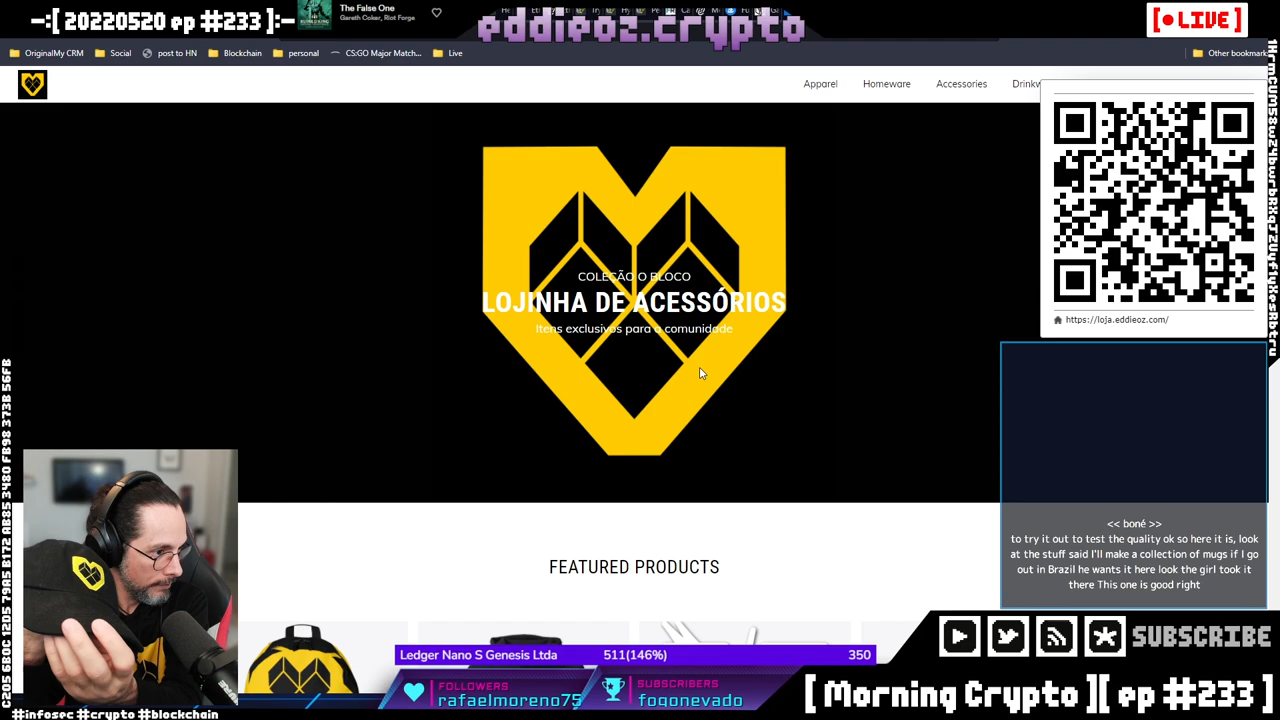 -:[ 20220520 ep #233 ]:-
The False One
Gareth Coker, Riot Forge
eddieoz.crypto
[● LIVE]
OriginalMy CRM
Social
post to HN
Blockchain
personal
CS:GO Major Match...
Live
Other bookmark
Apparel
Homeware
Accessories
Drinkw
https://loja.eddieoz.com/
COLEÇÃO O BLOCO
LOJINHA DE ACESSÓRIOS
Itens exclusivos para a comunidade
<< boné >>
to try it out to test the quality ok so here it is, look
at the stuff said I'll make a collection of mugs if I go
out in Brazil he wants it here look the girl took it
there This one is good right
FEATURED PRODUCTS
Ledger Nano S Genesis Ltda
511(146%)
350
FOLLOWERS
rafaelmoreno75
SUBSCRIBERS
fogonevado
SUBSCRIBE
[ Morning Crypto ][ ep #233 ]
#infosec #crypto #blockchain